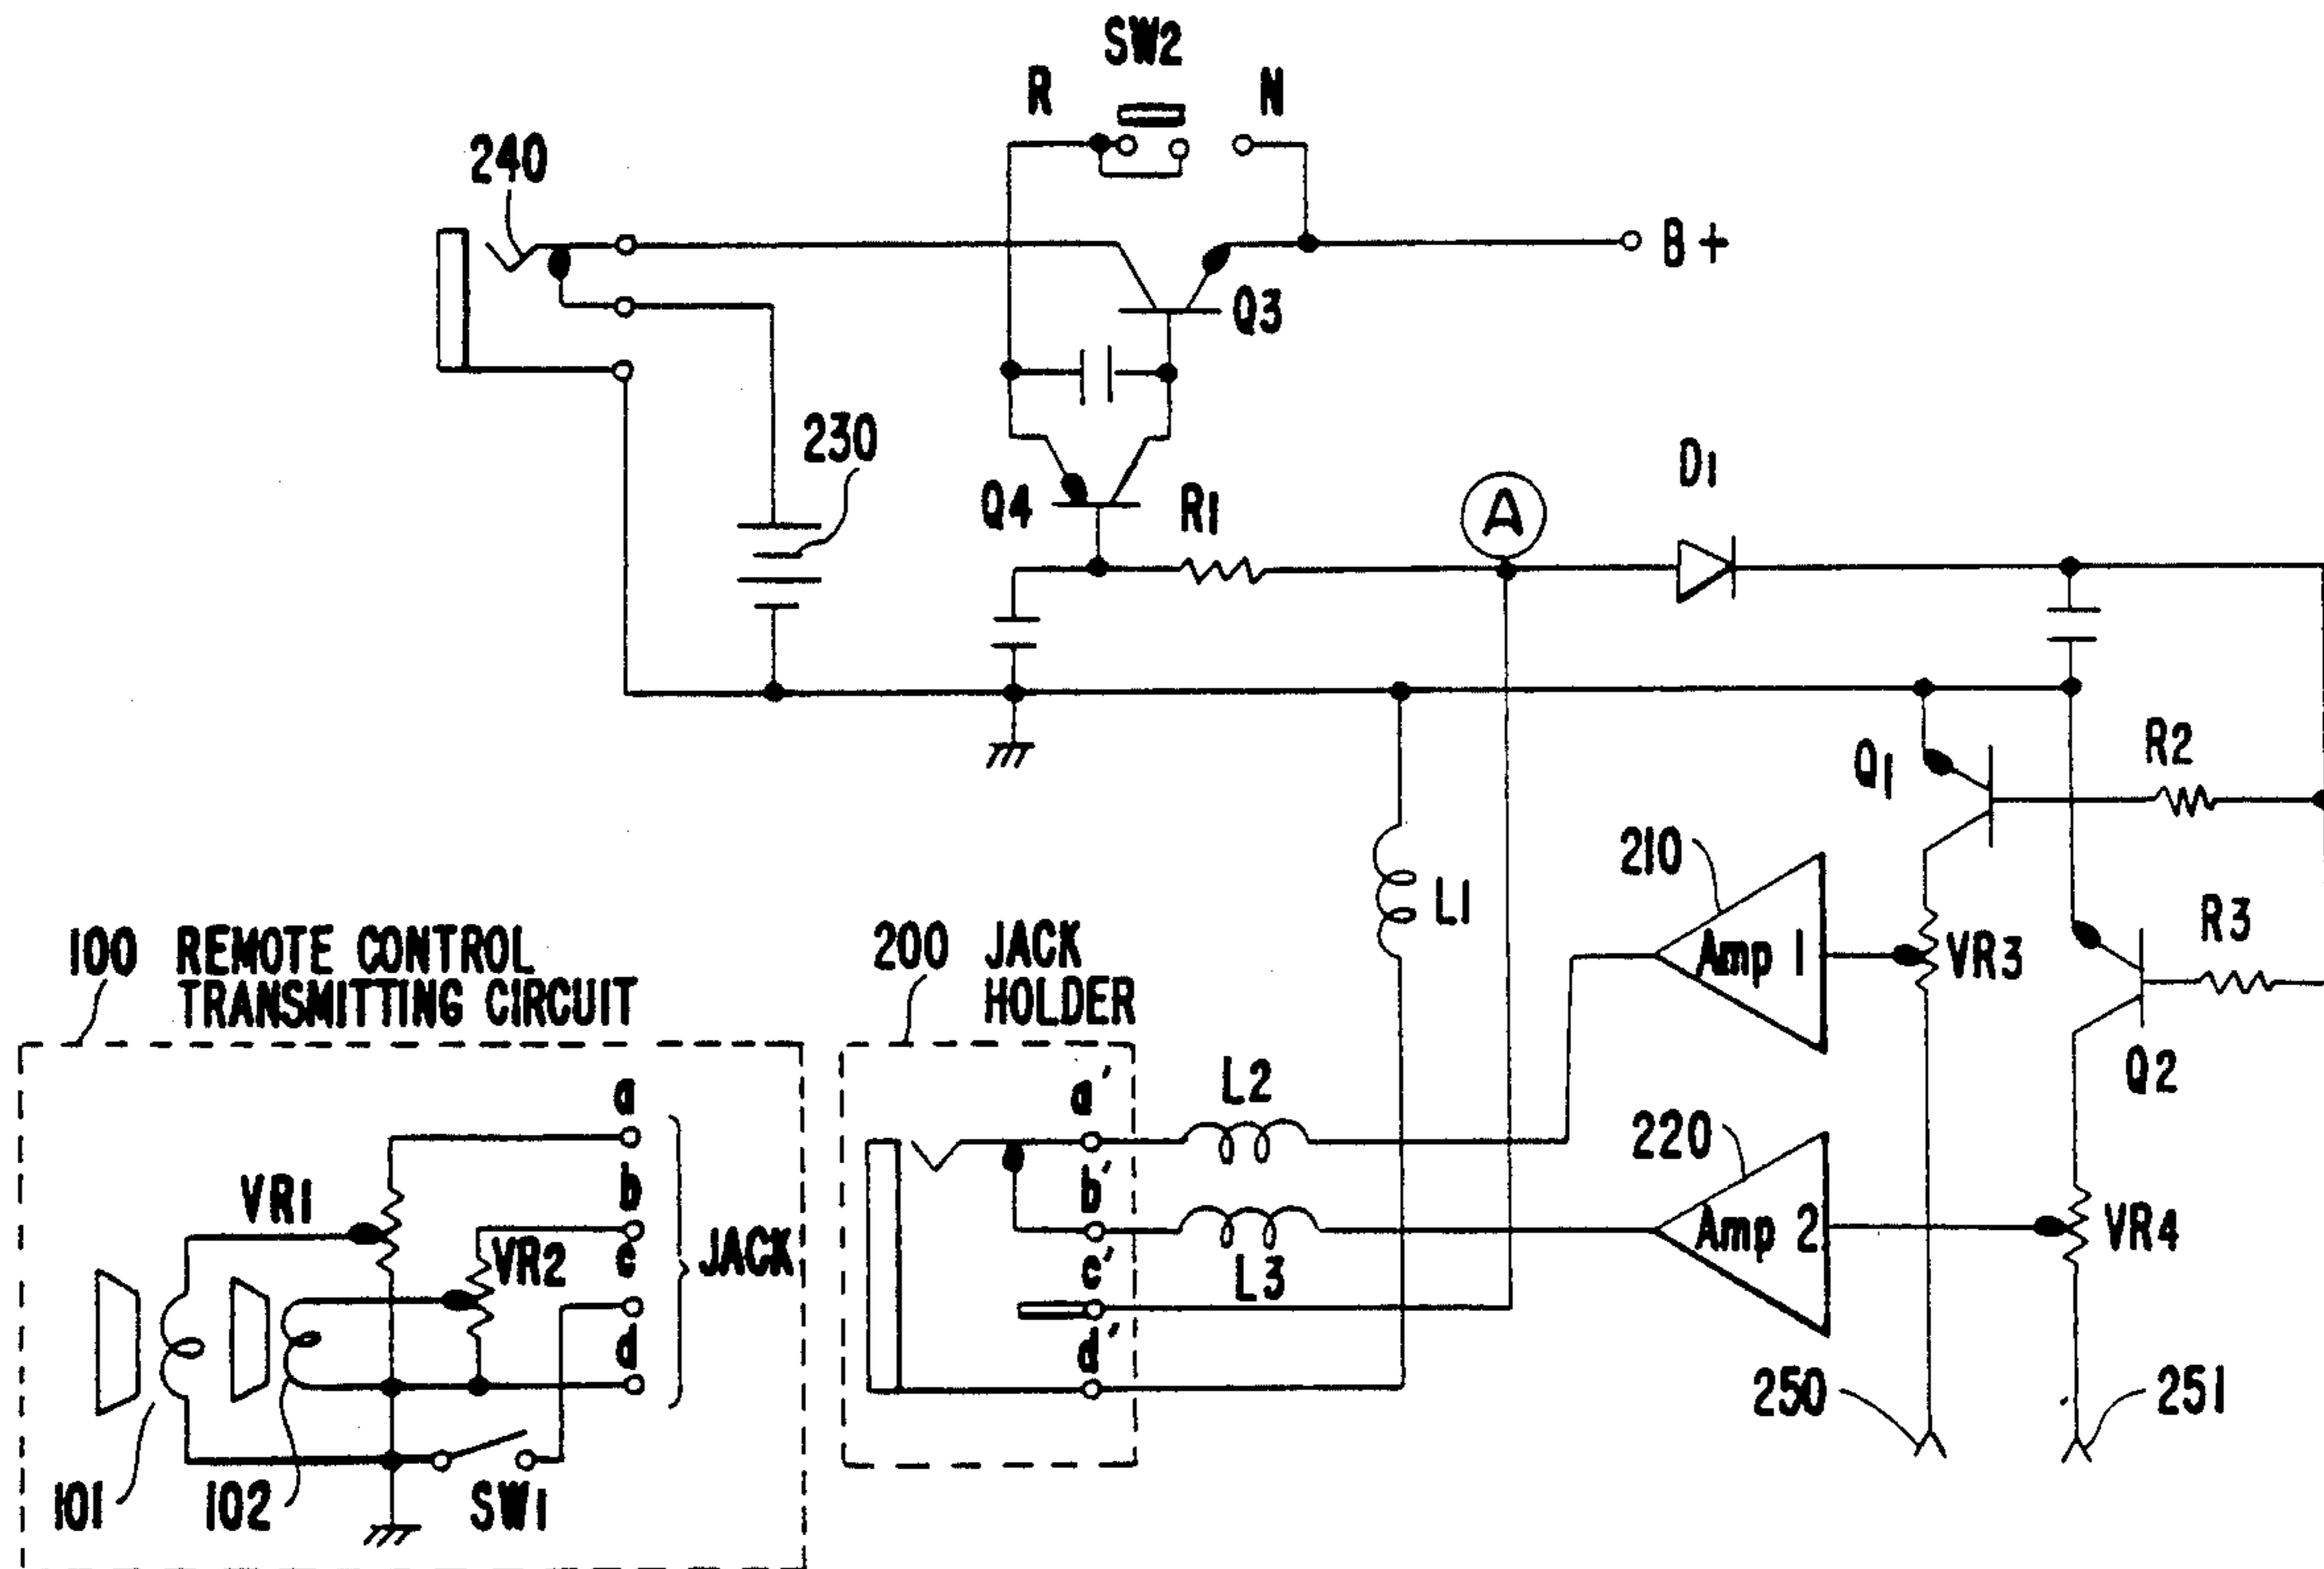 SW2
R
N
240
B+
Q3
230
D1
Q4
R1
A
R2
Q1
210
R3
L1
100 REMOTE CONTROL
TRANSMITTING CIRCUIT
200 JACK
HOLDER
Amp 1
VR3
Q2
a
a'
L2
220
b
b'
VR1
VR2
c
c'
JACK
L3
Amp 2
VR4
d
d'
250
251
101
102
SW1